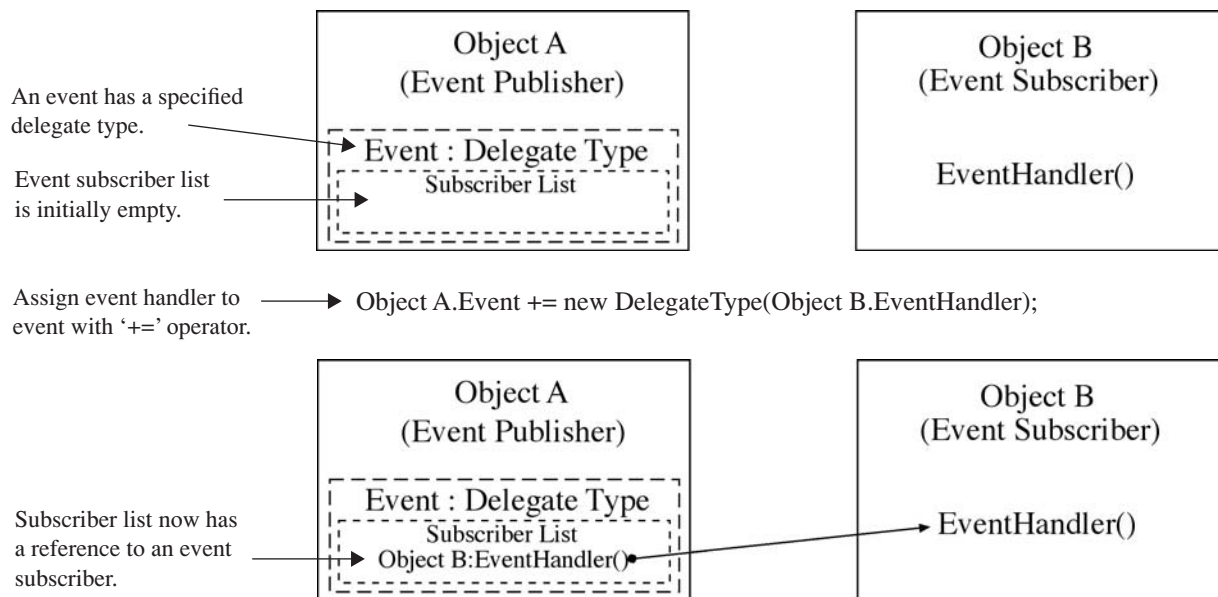 Object A
(Event Publisher)
Object B
(Event Subscriber)
An event has a specified
delegate type.
Event : Delegate Type
Subscriber List
EventHandler()
Event subscriber list
is initially empty.
Assign event handler to
event with ‘+=’ operator.
Object A.Event += new DelegateType(Object B.EventHandler);
Object A
(Event Publisher)
Object B
(Event Subscriber)
Event : Delegate Type
Subscriber List
Object B:EventHandler()
EventHandler()
Subscriber list now has
a reference to an event
subscriber.